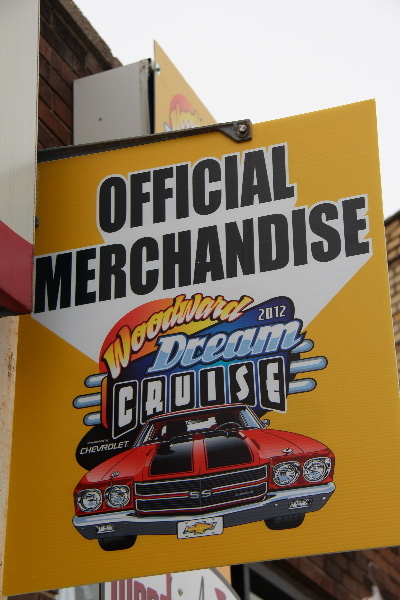 OFFICIAL
MERCHANDISE
Woodward
2012
Dream
CRUISE
CHEVROLET
SS